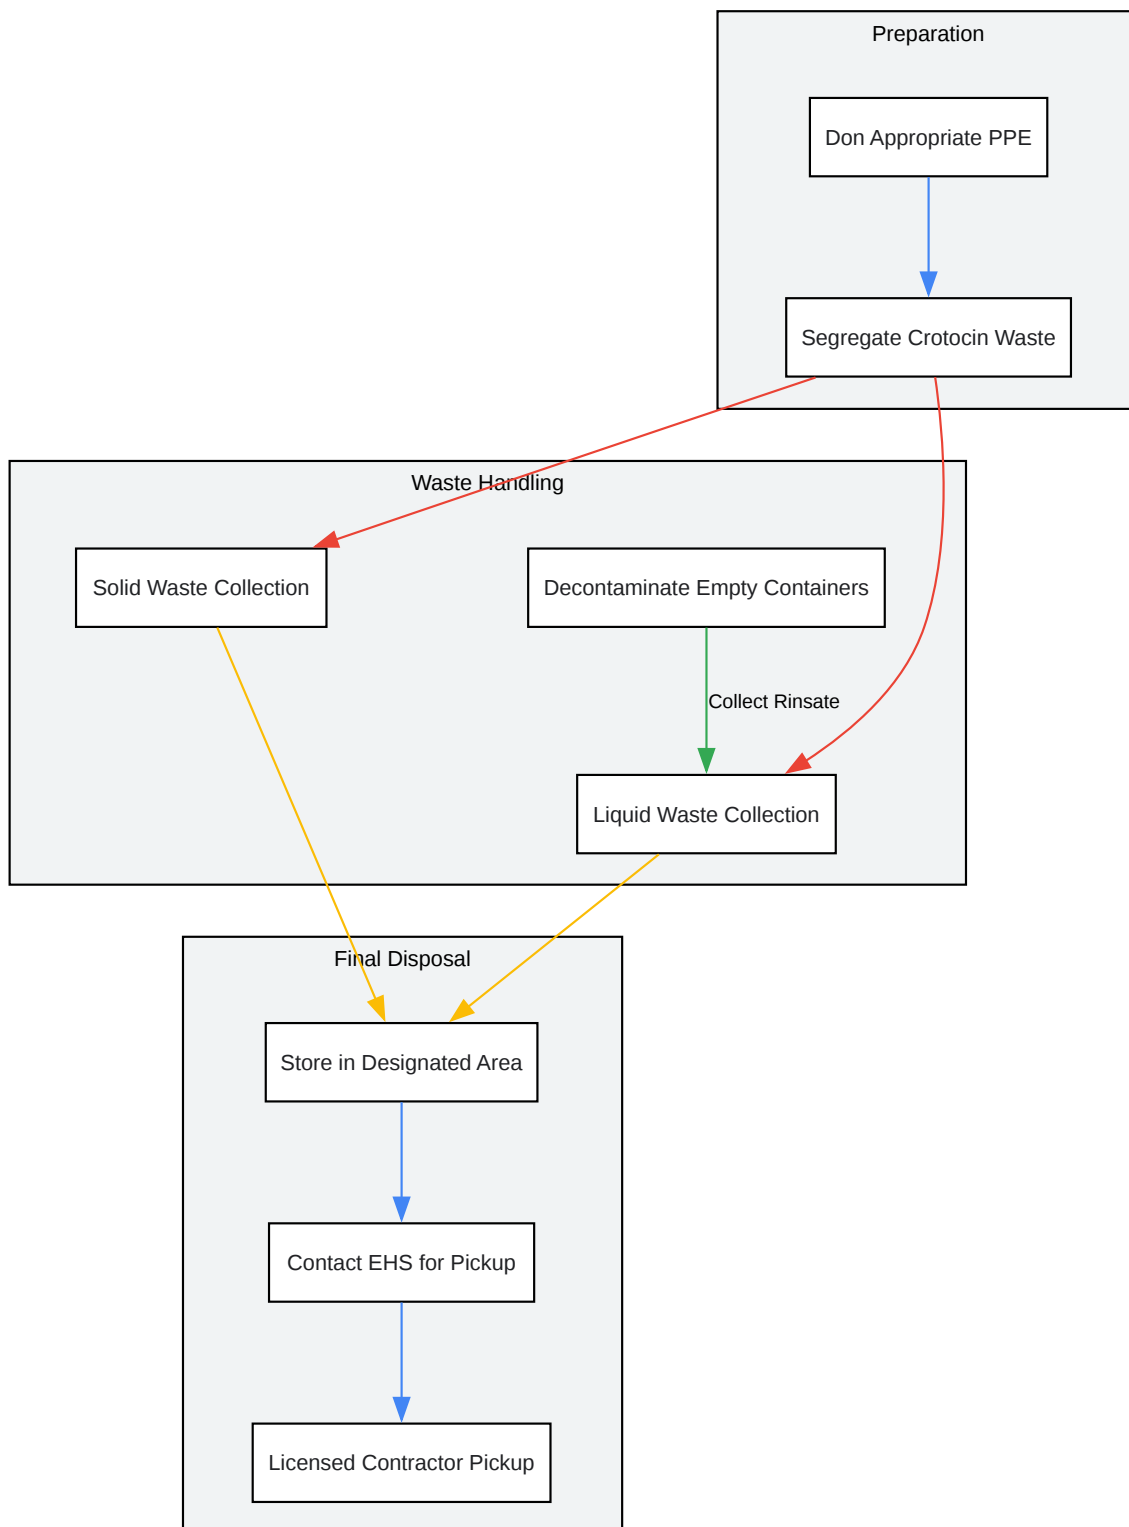 Preparation
Don Appropriate PPE
Segregate Crotocin Waste
Waste Handling
Solid Waste Collection
Decontaminate Empty Containers
Collect Rinsate
Liquid Waste Collection
Final Disposal
Store in Designated Area
Contact EHS for Pickup
Licensed Contractor Pickup